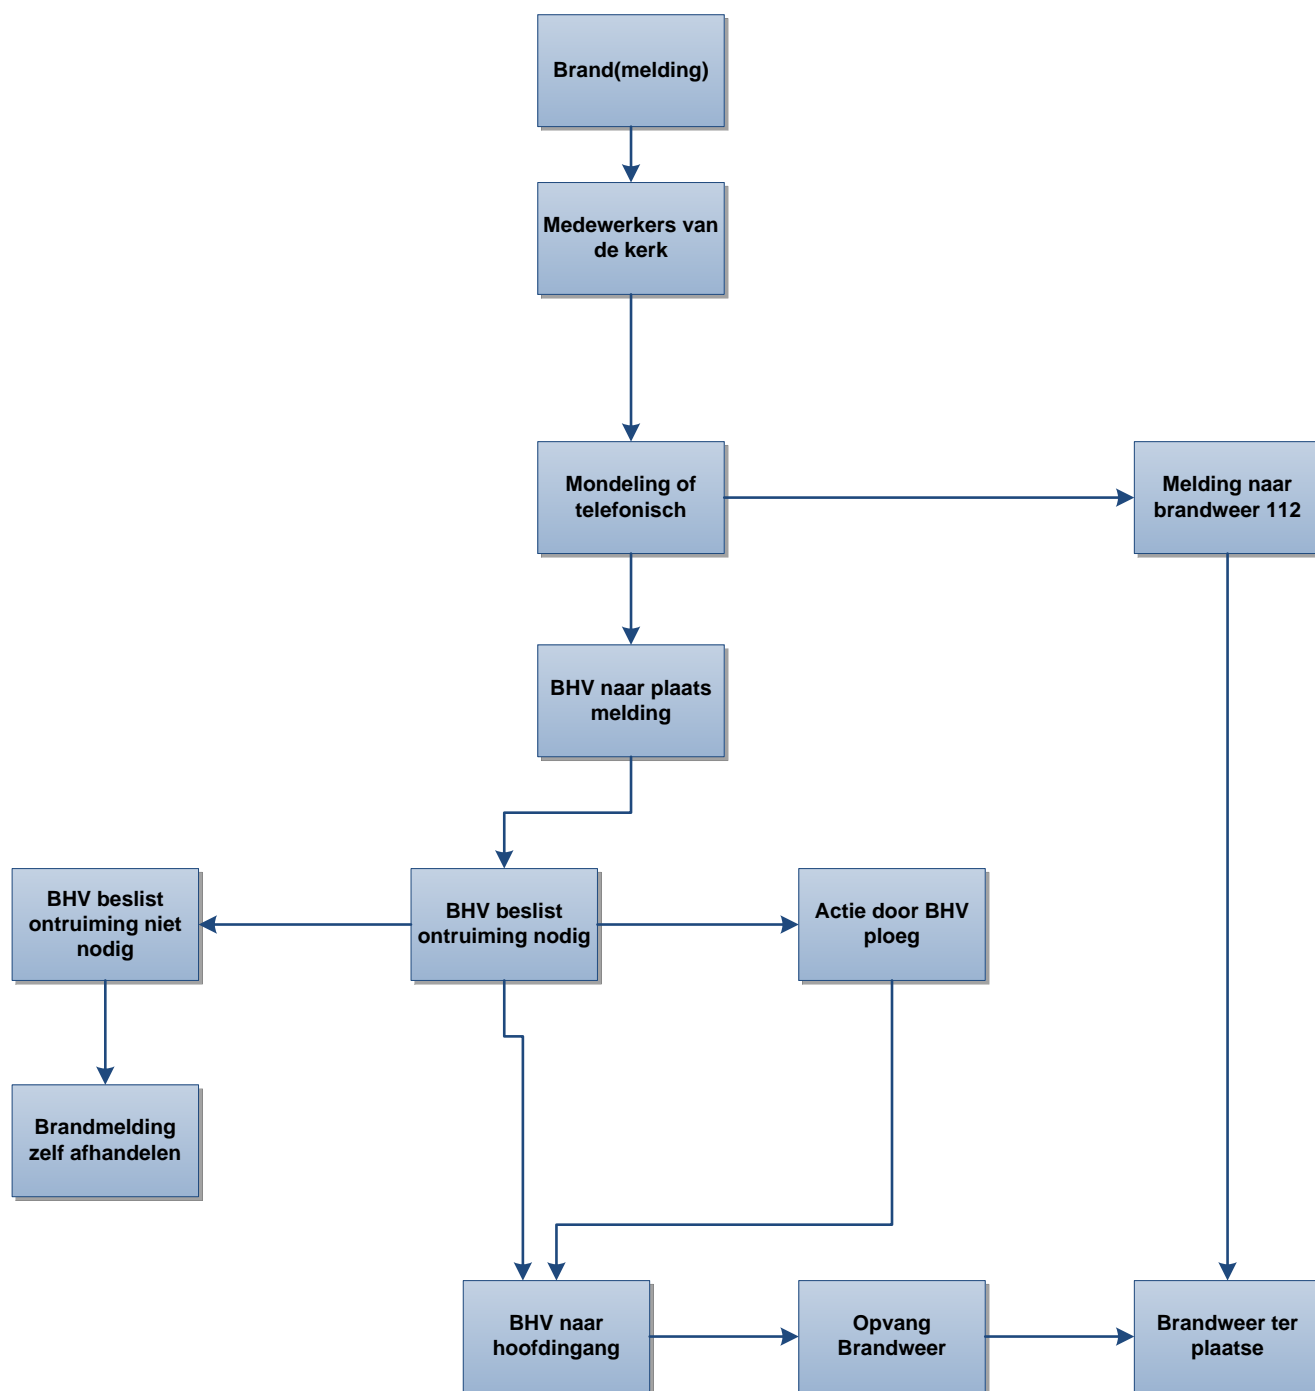 Brand(melding)
Medewerkers van
de kerk
Mondeling of
telefonisch
Melding naar
brandweer 112
BHV naar plaats
melding
BHV beslist
ontruiming niet
nodig
BHV beslist
ontruiming nodig
Actie door BHV
ploeg
Brandmelding
zelf afhandelen
BHV naar
hoofdingang
Opvang
Brandweer
Brandweer ter
plaatse